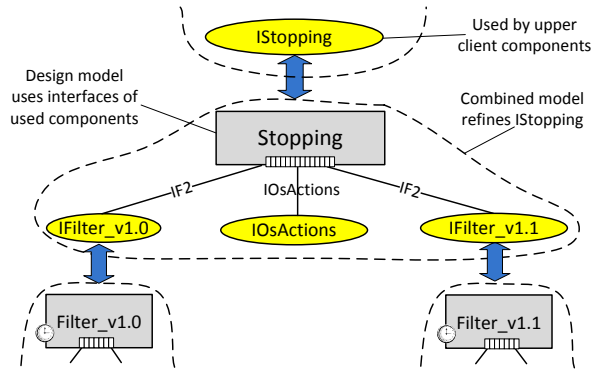 IStopping
Used by upper
client components
Design model
uses interfaces of
used components
Combined model
refines IStopping
Stopping
IF2
IOsActions
IF2
IFilter_v1.0
IOsActions
IFilter_v1.1
Filter_v1.0
Filter_v1.1